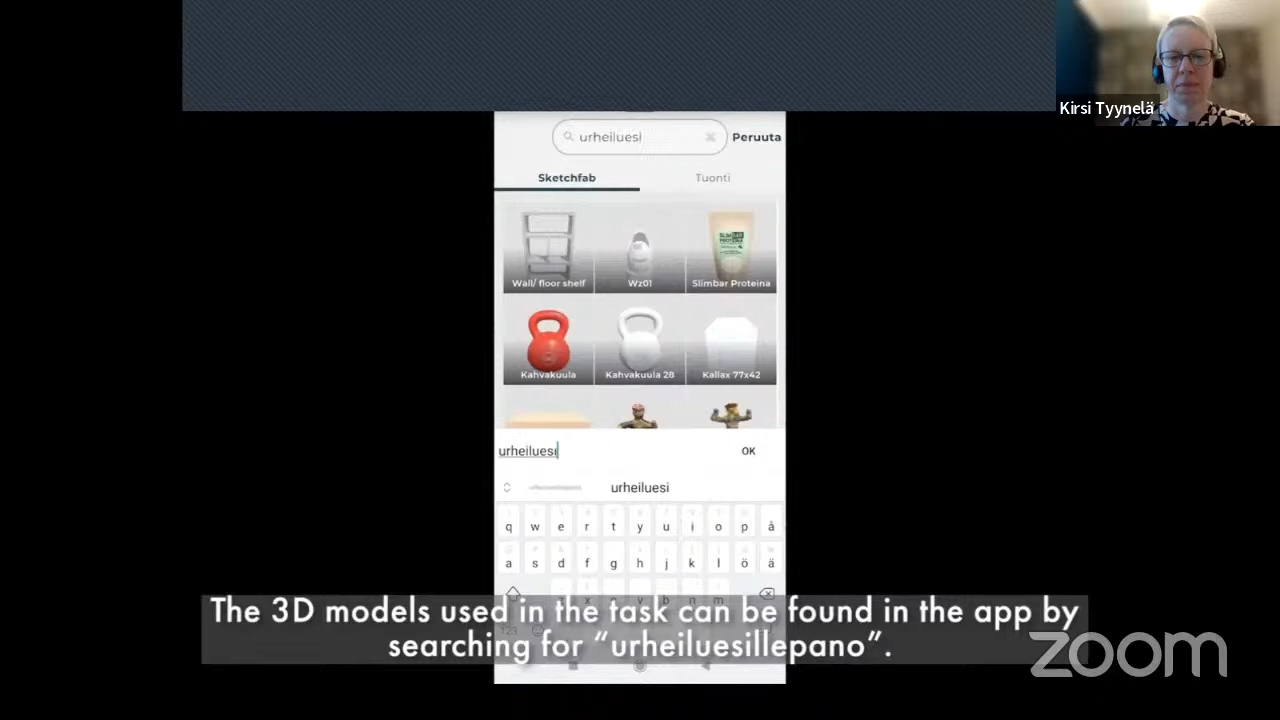 Kirsi Tyynelä
urheiluesi
Peruuta
Sketchfab
Tuonti
SLIM
Wall/ floor shelf
Wz01
Slimbar Proteina
Kahvakuula
Kahvakuula 28
Kallax 77x42
urheiluesi
OK
urheiluesi
q w e r t y u i o p å
a s d f g h j k l ö ä
The 3D models used in the task can be found in the app by
searching for “urheiluesillepano”.
zoom